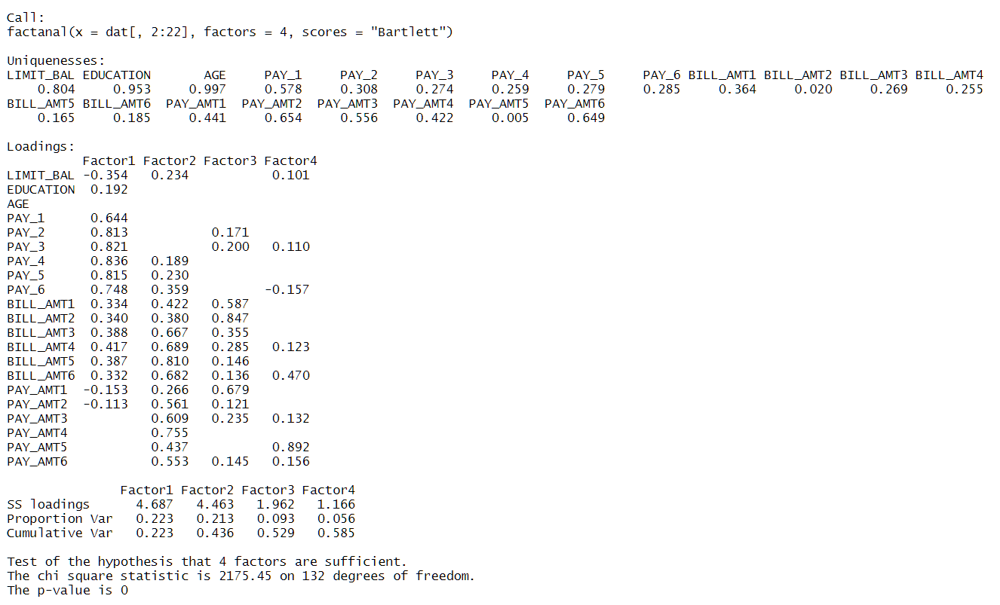 Call:
factanal(x = dat[, 2:22], factors = 4, scores = "Bartlett")
Uniquenesses:
LIMIT_BAL EDUCATION       AGE     PAY_1     PAY_2     PAY_3     PAY_4     PAY_5     PAY_6 BILL_AMT1 BILL_AMT2 BILL_AMT3 BILL_AMT4
    0.804     0.953     0.997     0.578     0.308     0.274     0.259     0.279     0.285     0.364     0.020     0.269     0.255
BILL_AMT5 BILL_AMT6  PAY_AMT1  PAY_AMT2  PAY_AMT3  PAY_AMT4  PAY_AMT5  PAY_AMT6
    0.165     0.185     0.441     0.654     0.556     0.422     0.005     0.649
Loadings:
          Factor1 Factor2 Factor3 Factor4
LIMIT_BAL -0.354   0.234           0.101
EDUCATION  0.192
AGE
PAY_1      0.644
PAY_2      0.813           0.171
PAY_3      0.821           0.200   0.110
PAY_4      0.836   0.189
PAY_5      0.815   0.230
PAY_6      0.748   0.359          -0.157
BILL_AMT1  0.334   0.422   0.587
BILL_AMT2  0.340   0.380   0.847
BILL_AMT3  0.388   0.667   0.355
BILL_AMT4  0.417   0.689   0.285   0.123
BILL_AMT5  0.387   0.810   0.146
BILL_AMT6  0.332   0.682   0.136   0.470
PAY_AMT1  -0.153   0.266   0.679
PAY_AMT2  -0.113   0.561   0.121
PAY_AMT3           0.609   0.235   0.132
PAY_AMT4           0.755
PAY_AMT5           0.437           0.892
PAY_AMT6           0.553   0.145   0.156
               Factor1 Factor2 Factor3 Factor4
SS loadings      4.687   4.463   1.962   1.166
Proportion Var   0.223   0.213   0.093   0.056
Cumulative Var   0.223   0.436   0.529   0.585
Test of the hypothesis that 4 factors are sufficient.
The chi square statistic is 2175.45 on 132 degrees of freedom.
The p-value is 0